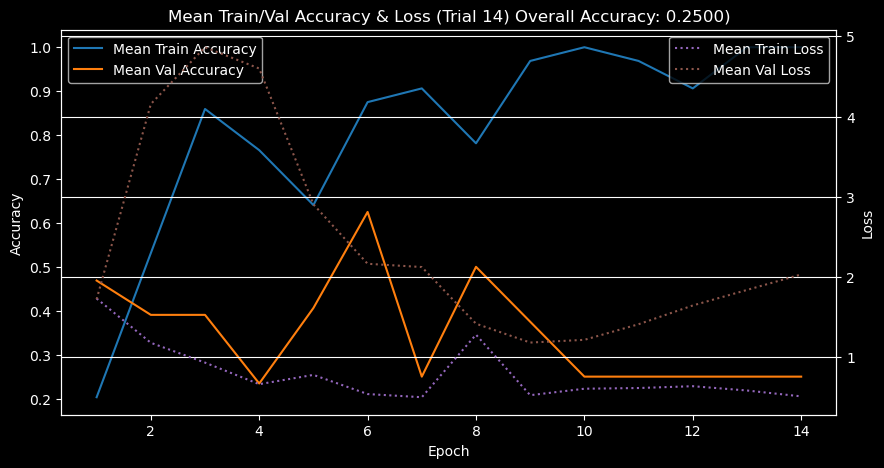 Mean Train/Val Accuracy & Loss (Trial 14) Overall Accuracy: 0.2500)
Mean Train Accuracy
Mean Val Accuracy
Mean Train Loss
Mean Val Loss
Accuracy
1.0
0.9
0.8
0.7
0.6
0.5
0.4
0.3
0.2
5
4
3
2
1
Loss
2
4
6
8
10
12
14
Epoch